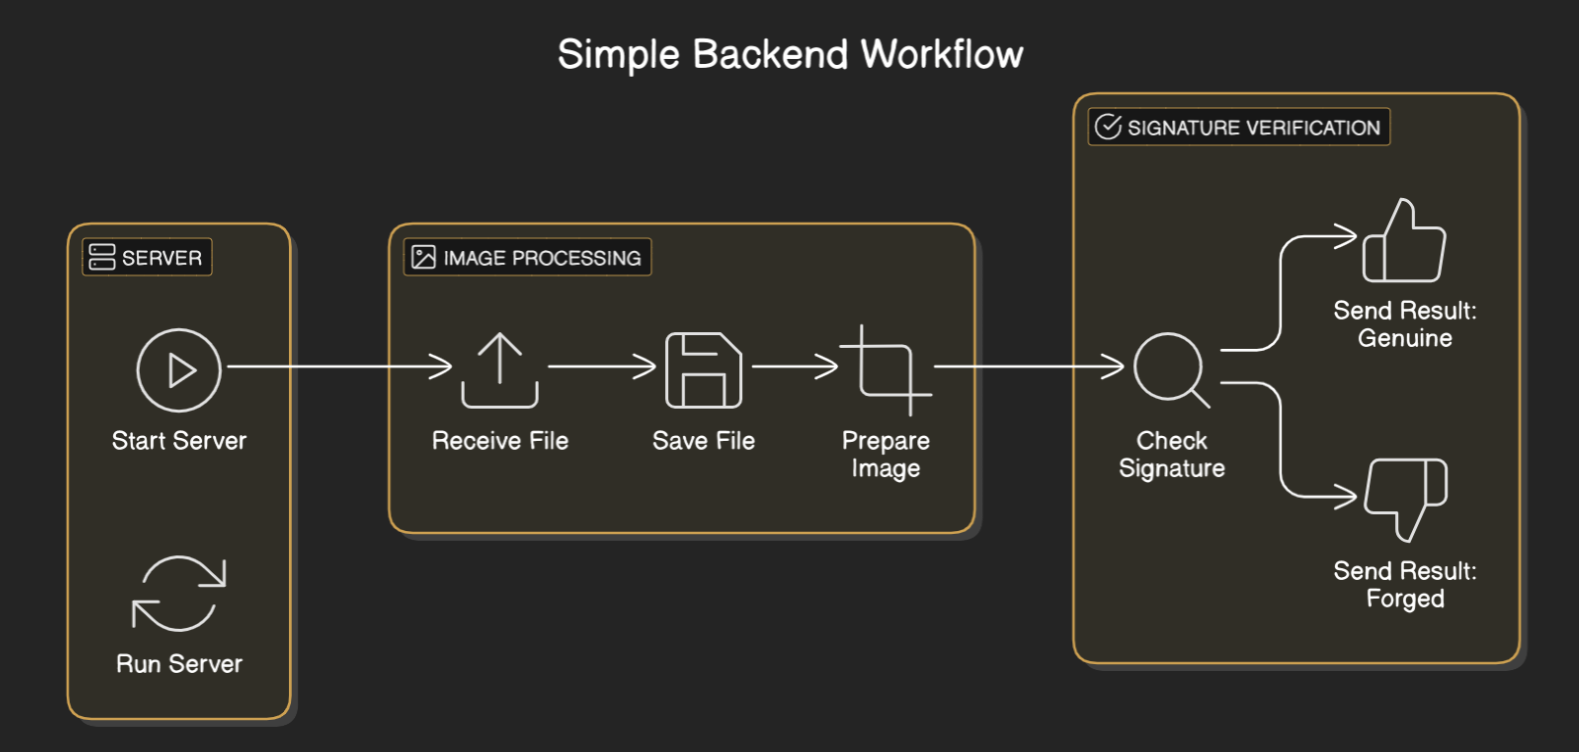 Simple Backend Workflow
SERVER
Start Server
Run Server
IMAGE PROCESSING
Receive File
Save File
Prepare
Image
SIGNATURE VERIFICATION
Check
Signature
Send Result:
Genuine
Send Result:
Forged